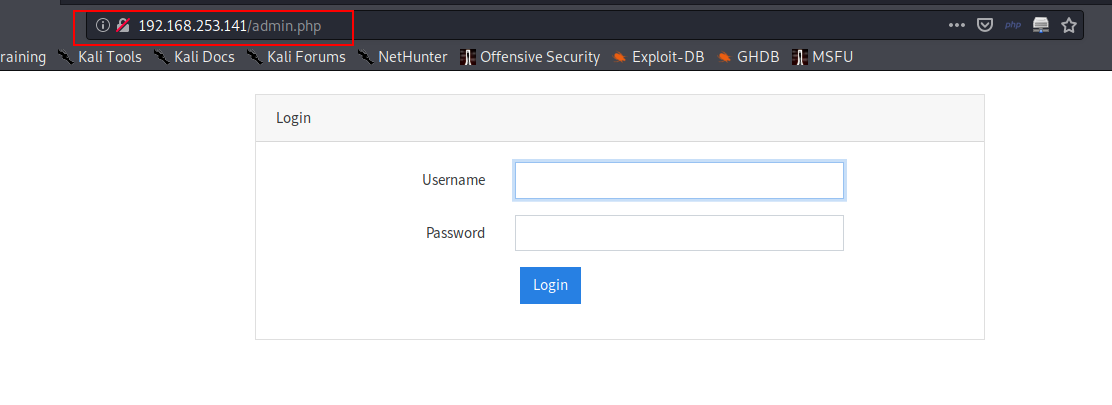 192.168.253.141/admin.php php
raining Kali Tools Kali Docs Kali Forums NetHunter Offensive Security Exploit-DB GHDB MSFU
Login
Username
Password
Login